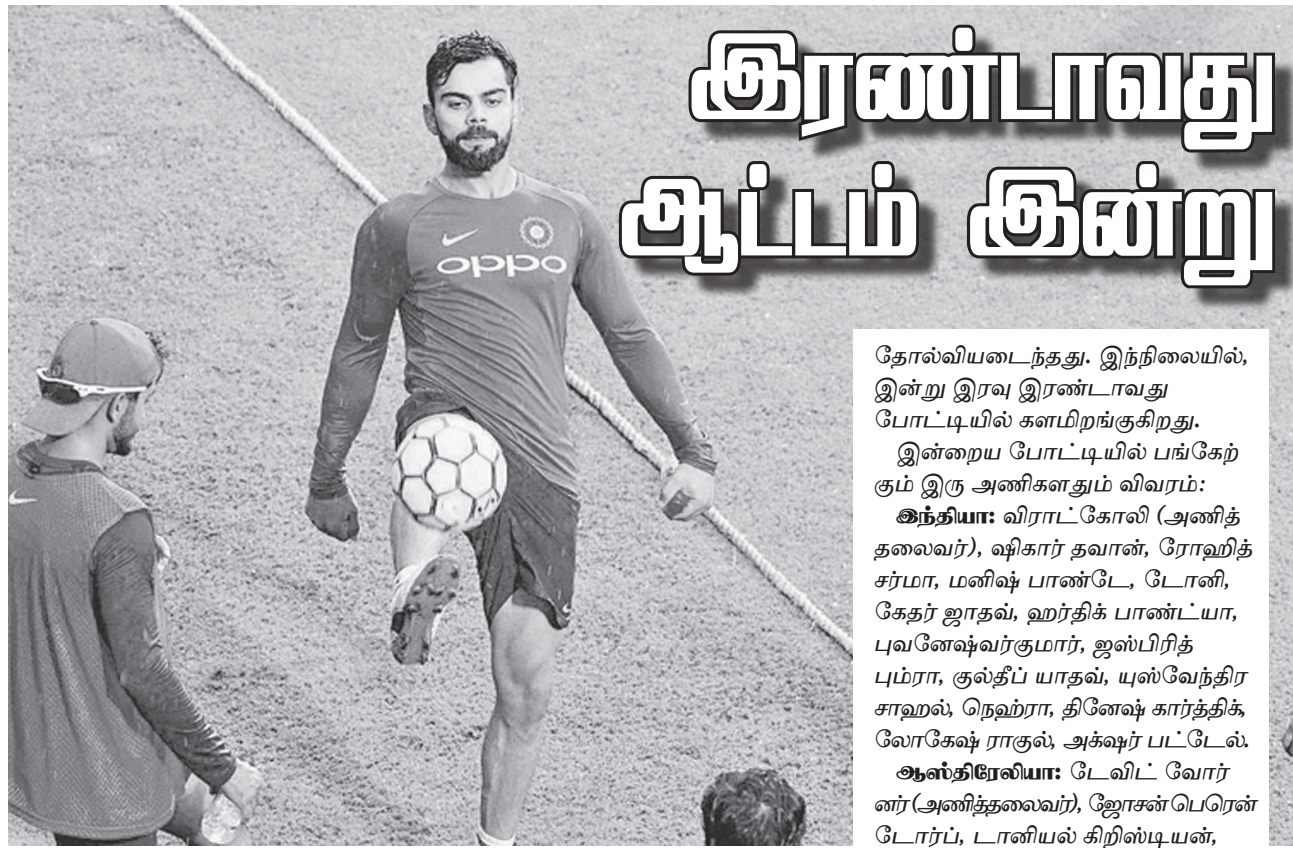 இரண்டாவது
ஆட்டம் இன்று
oppo
தோல்வியடைந்தது. இந்நிலையில்,
இன்று இரவு இரண்டாவது
போட்டியில் களமிறங்குகிறது.
இன்றைய போட்டியில் பங்கேற்
கும் இரு அணிகளதும் விவரம்:
இந்தியா: விராட்கோலி (அணித்
தலைவர்), ஷிகார் தவான், ரோஹித்
சர்மா, மனிஷ் பாண்டே, டோனி,
கேதர் ஜாதவ், ஹர்திக் பாண்ட்யா,
புவனேஷ்வர்குமார், ஜஸ்பிரித்
பும்ரா, குல்தீப் யாதவ், யுஸ்வேந்திர
சாஹல், நெஹ்ரா, தினேஷ் கார்த்திக்,
லோகேஷ் ராகுல், அக்ஷர் பட்டேல்.
ஆஸ்திரேலியா: டேவிட் வோர்
னர் (அணித்தலைவர்), ஜோசன்பெரென்
டோர்ப், டானியல் கிறிஸ்டியன்,